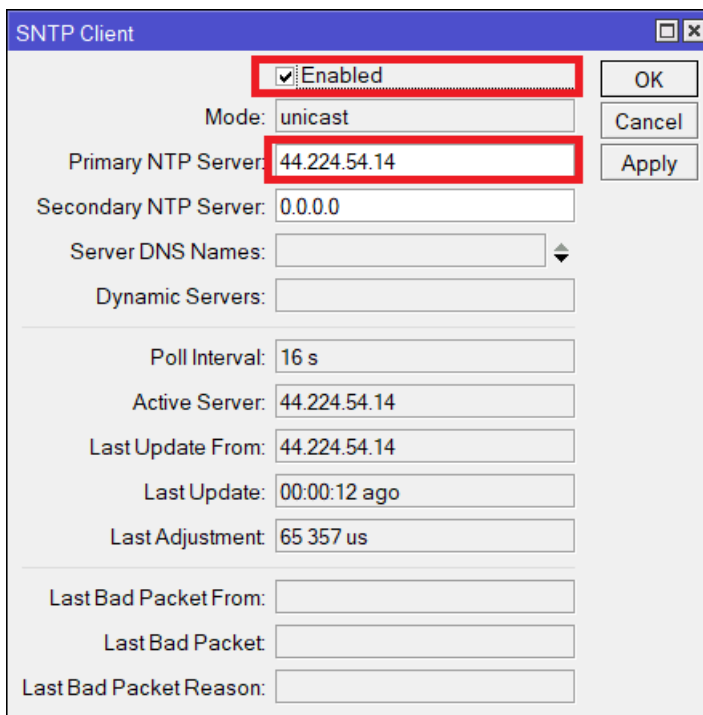 SNTP Client
Enabled
OK
Mode: unicast
Cancel
Primary NTP Server: 44.224.54.14
Apply
Secondary NTP Server: 0.0.0.0
Server DNS Names:
Dynamic Servers:
Poll Interval: 16 s
Active Server: 44.224.54.14
Last Update From: 44.224.54.14
Last Update: 00:00:12 ago
Last Adjustment: 65 357 us
Last Bad Packet From:
Last Bad Packet:
Last Bad Packet Reason: